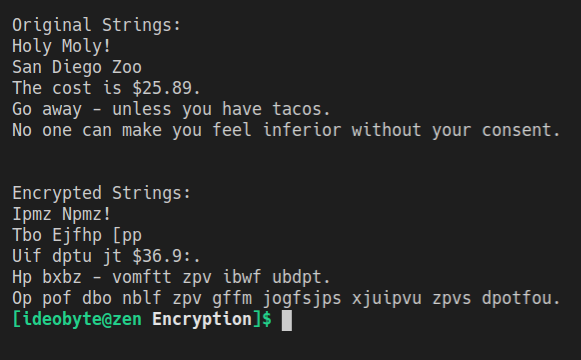 Original Strings:
Holy Moly!
San Diego Zoo
The cost is $25.89.
Go away – unless you have tacos.
No one can make you feel inferior without your consent.
Encrypted Strings:
Ipmz Npmz!
Tbo Ejfhp [pp
Uif dptu jt $36.9:.
Hp bxbz – vomftt zpv ibwf ubdpt.
Op pof dbo nblf zpv gffm jogfsjps xjuipvu zpvs dpotfou.
[ideobyte@zen Encryption]$